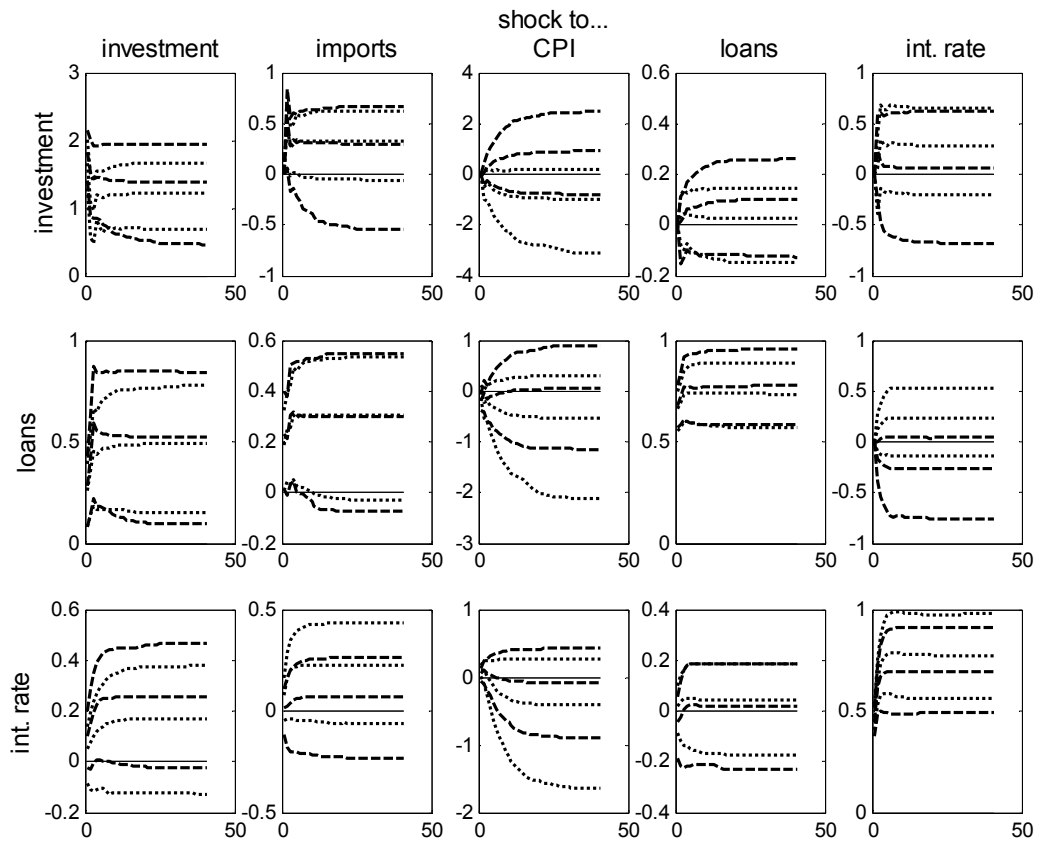 shock to...
investment imports CPI loans int. rate
3 1 4 0.6 1
2 0.5 2 0.4 0.5
1 0 0 0.2 0
-0.5 -2 0 -0.5
0 -1 -4 -0.2 -1
0 50 0 50 0 50 0 50 0 50
investment
1 0.6 1 1 1
0.4 0 0.5
0.5 0.2 -1 0.5 0
0 -2 -0.5
0 -0.2 -3 0 -1
0 50 0 50 0 50 0 50 0 50
loans
0.6 0.5 1 0.4 1
0.4 0.2
0.2 0 0 0 0.5
0 -1 -0.2
-0.2 -0.5 -2 -0.4 0
0 50 0 50 0 50 0 50 0 50
int. rate